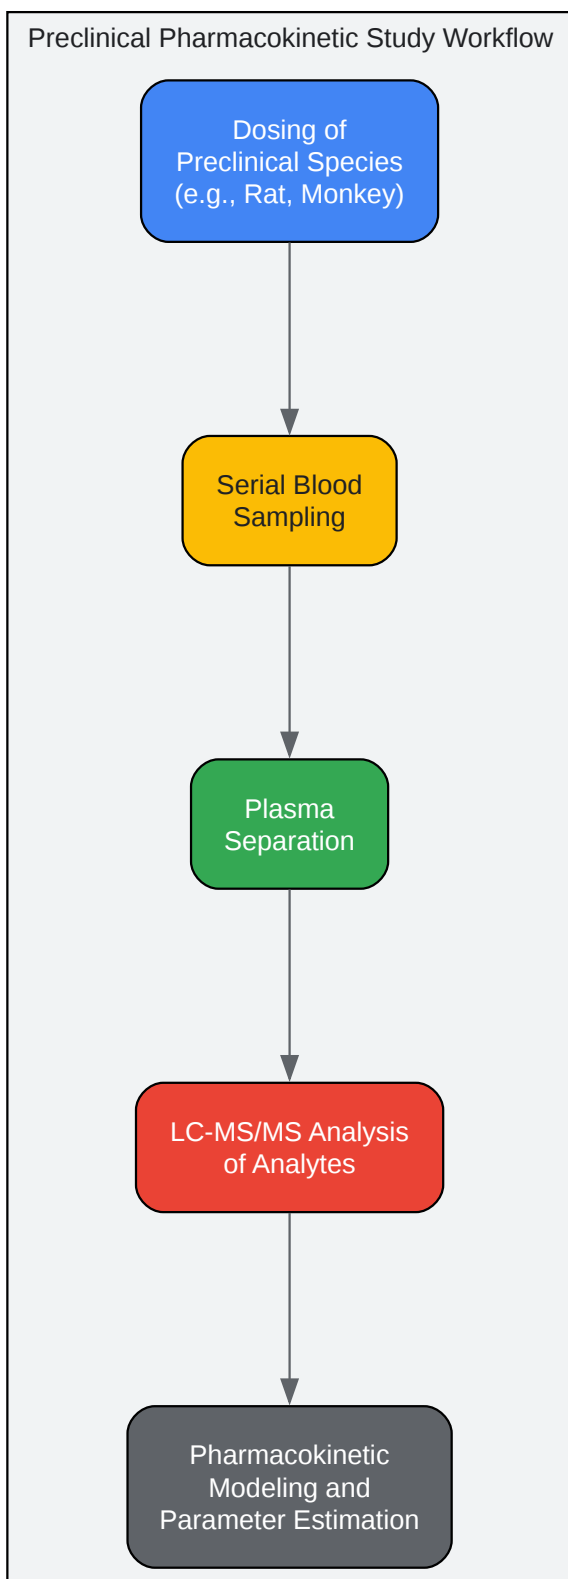 Preclinical Pharmacokinetic Study Workflow
Dosing of
Preclinical Species
(e.g., Rat, Monkey)
Serial Blood
Sampling
Plasma
Separation
LC-MS/MS Analysis
of Analytes
Pharmacokinetic
Modeling and
Parameter Estimation